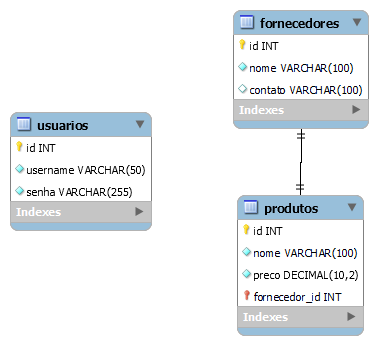 fornecedores
id INT
nome VARCHAR(100)
contato VARCHAR(100)
Indexes
usuarios
id INT
username VARCHAR(50)
senha VARCHAR(255)
Indexes
produtos
id INT
nome VARCHAR(100)
preco DECIMAL(10,2)
fornecedor_id INT
Indexes